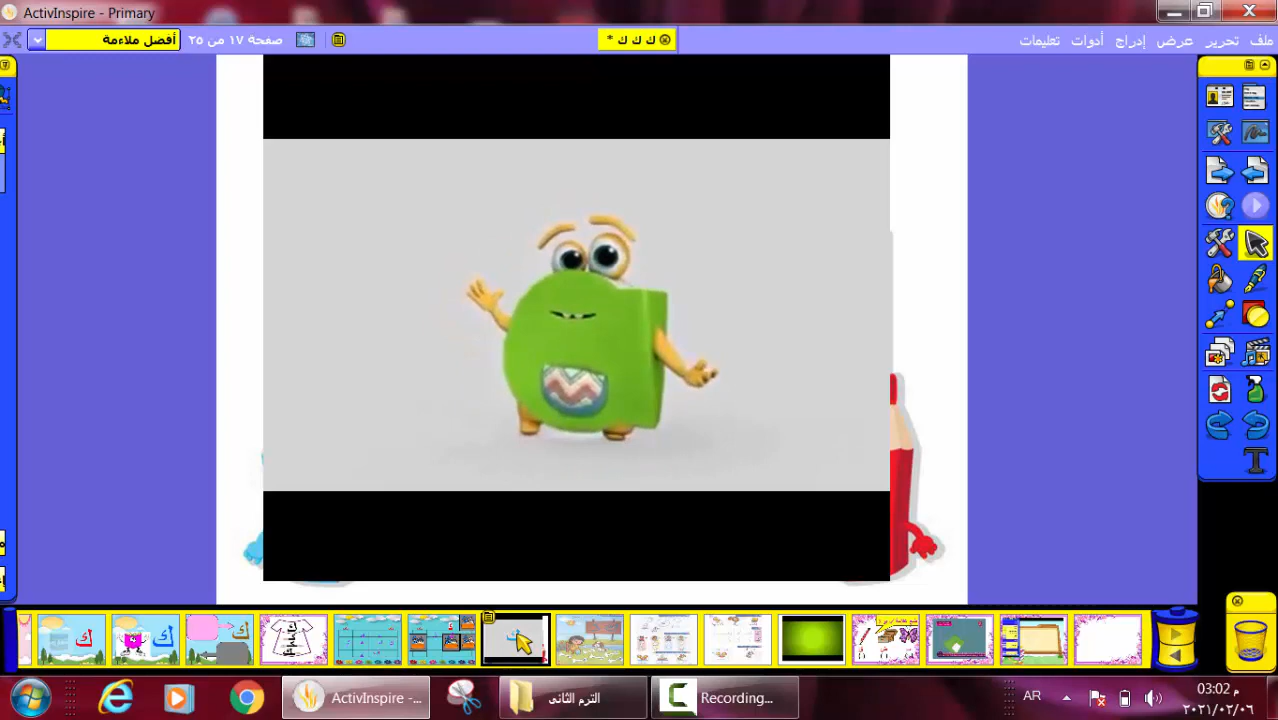 ActivInspire - Primary
ملف تحرير عرض إدراج أدوات تعليمات
ك ك ك *
صفحة ١٧ من ٢٥
أفضل ملاءمة
ك
ك
ك
ActivInspire -...
الترم الثانى
Recording...
AR
03:02 م
٢٠٢١/٠٢/٠٦